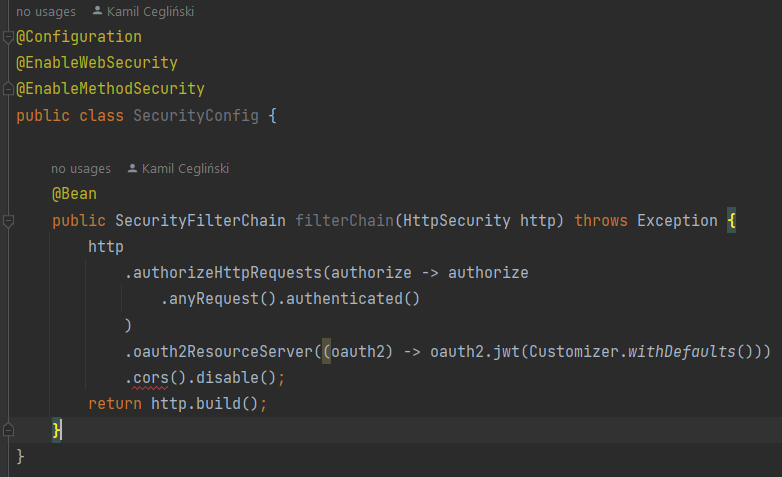 no usages Kamil Cegliński
@Configuration
@EnableWebSecurity
@EnableMethodSecurity
public class SecurityConfig {
no usages Kamil Cegliński
@Bean
public SecurityFilterChain filterChain(HttpSecurity http) throws Exception {
http
.authorizeHttpRequests(authorize -> authorize
.anyRequest().authenticated()
)
.oauth2ResourceServer((oauth2) -> oauth2.jwt(Customizer.withDefaults()))
.cors().disable();
return http.build();
}
}